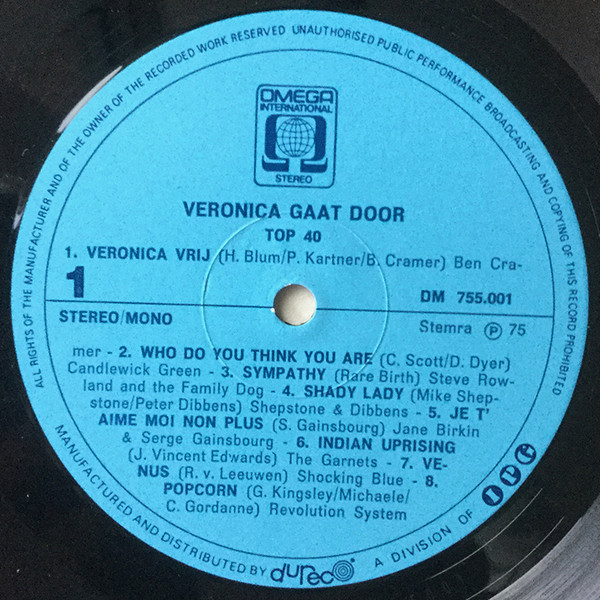 ALL RIGHTS OF THE MANUFACTURER AND OF THE OWNER OF THE RECORDED WORK RESERVED UNAUTHORISED PUBLIC PERFORMANCE BROADCASTING AND COPYING OF THIS RECORD PROHIBITED
OMEGA
INTERNATIONAL
STEREO
VERONICA GAAT DOOR
TOP 40
1. VERONICA VRIJ (H. Blum/P. Kartner/B. Cramer) Ben Cra-
1
DM 755.001
STEREO/MONO
Stemra Ⓟ 75
mer - 2. WHO DO YOU THINK YOU ARE (C. Scott/D. Dyer)
Candlewick Green - 3. SYMPATHY (Rare Birth) Steve Row-
land and the Family Dog - 4. SHADY LADY (Mike Shep-
stone/Peter Dibbens) Shepstone & Dibbens - 5. JE T'
AIME MOI NON PLUS (S. Gainsbourg) Jane Birkin
& Serge Gainsbourg - 6. INDIAN UPRISING
(J. Vincent Edwards) The Garnets - 7. VE-
NUS (R. v. Leeuwen) Shocking Blue - 8.
POPCORN (G. Kingsley/Michaele/
C. Gordanne) Revolution System
MANUFACTURED AND DISTRIBUTED BY dureco A DIVISION OF